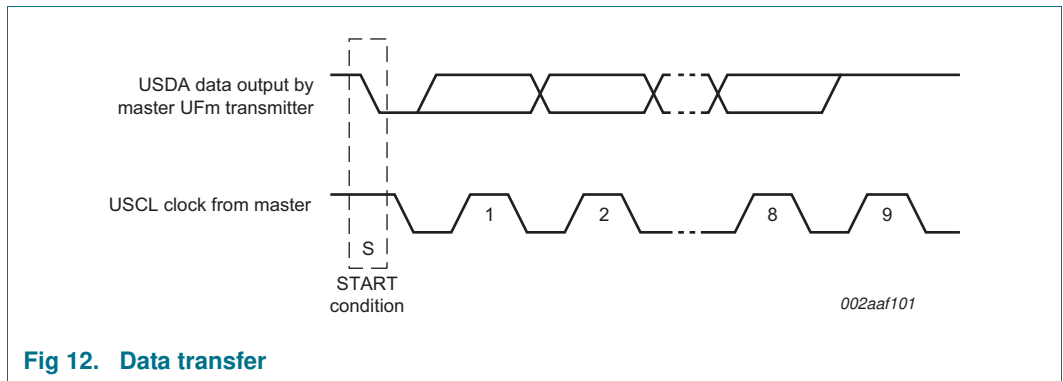 USDA data output by
master UFm transmitter
USCL clock from master
1
2
8
9
S
START
condition
002aaf101
Fig 12. Data transfer